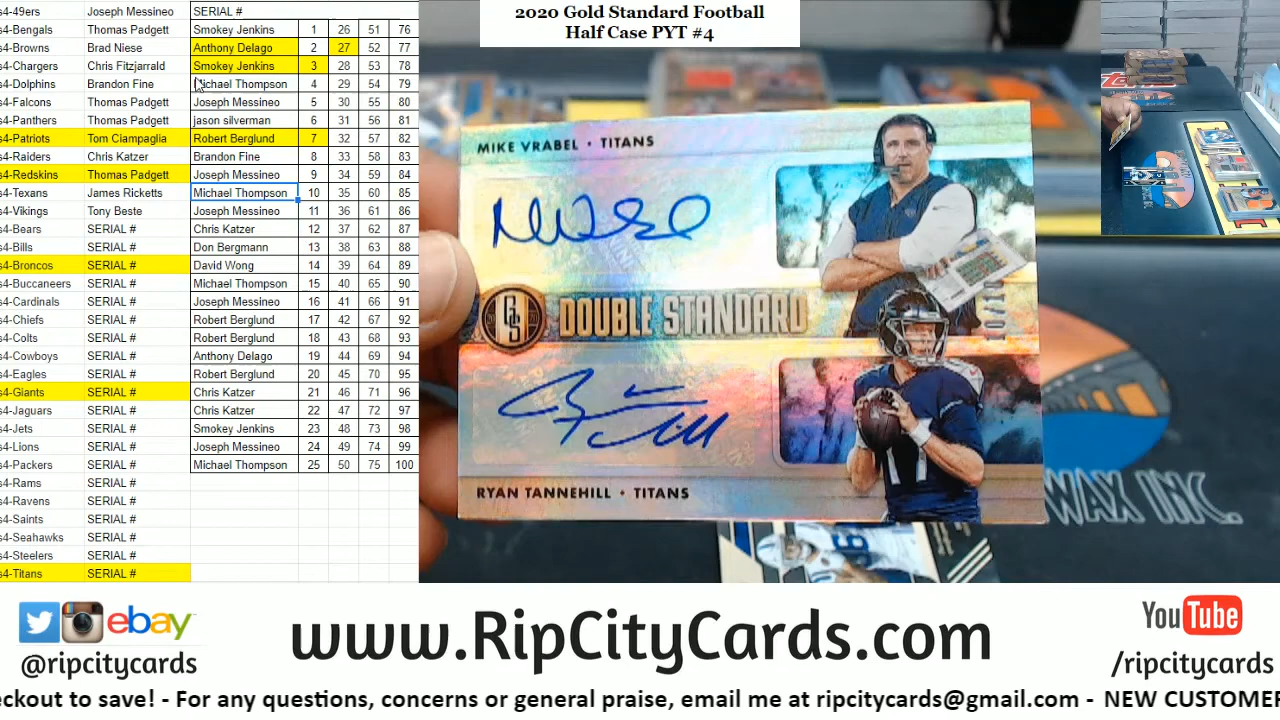 2020 Gold Standard Football
Half Case PYT #4
s4-49ers Joseph Messineo SERIAL #
s4-Bengals Thomas Padgett Smokey Jenkins 1 26 51 76
s4-Browns Brad Niese Anthony Delago 2 27 52 77
s4-Chargers Chris Fitzjarrald Smokey Jenkins 3 28 53 78
s4-Dolphins Brandon Fine Michael Thompson 4 29 54 79
s4-Falcons Thomas Padgett Joseph Messineo 5 30 55 80
s4-Panthers Thomas Padgett jason silverman 6 31 56 81
s4-Patriots Tom Ciampaglia Robert Berglund 7 32 57 82
s4-Raiders Chris Katzer Brandon Fine 8 33 58 83
s4-Redskins Thomas Padgett Joseph Messineo 9 34 59 84
s4-Texans James Ricketts Michael Thompson 10 35 60 85
s4-Vikings Tony Beste Joseph Messineo 11 36 61 86
s4-Bears SERIAL # Chris Katzer 12 37 62 87
s4-Bills SERIAL # Don Bergmann 13 38 63 88
s4-Broncos SERIAL # David Wong 14 39 64 89
s4-Buccaneers SERIAL # Michael Thompson 15 40 65 90
s4-Cardinals SERIAL # Joseph Messineo 16 41 66 91
s4-Chiefs SERIAL # Robert Berglund 17 42 67 92
s4-Colts SERIAL # Robert Berglund 18 43 68 93
s4-Cowboys SERIAL # Anthony Delago 19 44 69 94
s4-Eagles SERIAL # Robert Berglund 20 45 70 95
s4-Giants SERIAL # Chris Katzer 21 46 71 96
s4-Jaguars SERIAL # Chris Katzer 22 47 72 97
s4-Jets SERIAL # Smokey Jenkins 23 48 73 98
s4-Lions SERIAL # Joseph Messineo 24 49 74 99
s4-Packers SERIAL # Michael Thompson 25 50 75 100
s4-Rams SERIAL #
s4-Ravens SERIAL #
s4-Saints SERIAL #
s4-Seahawks SERIAL #
s4-Steelers SERIAL #
s4-Titans SERIAL #
MIKE VRABEL • TITANS
GS DOUBLE STANDARD
RYAN TANNEHILL • TITANS
17
WAX INC.
ebay
@ripcitycards
www.RipCityCards.com
YouTube
/ripcitycards
eckout to save! - For any questions, concerns or general praise, email me at ripcitycards@gmail.com - NEW CUSTOMER